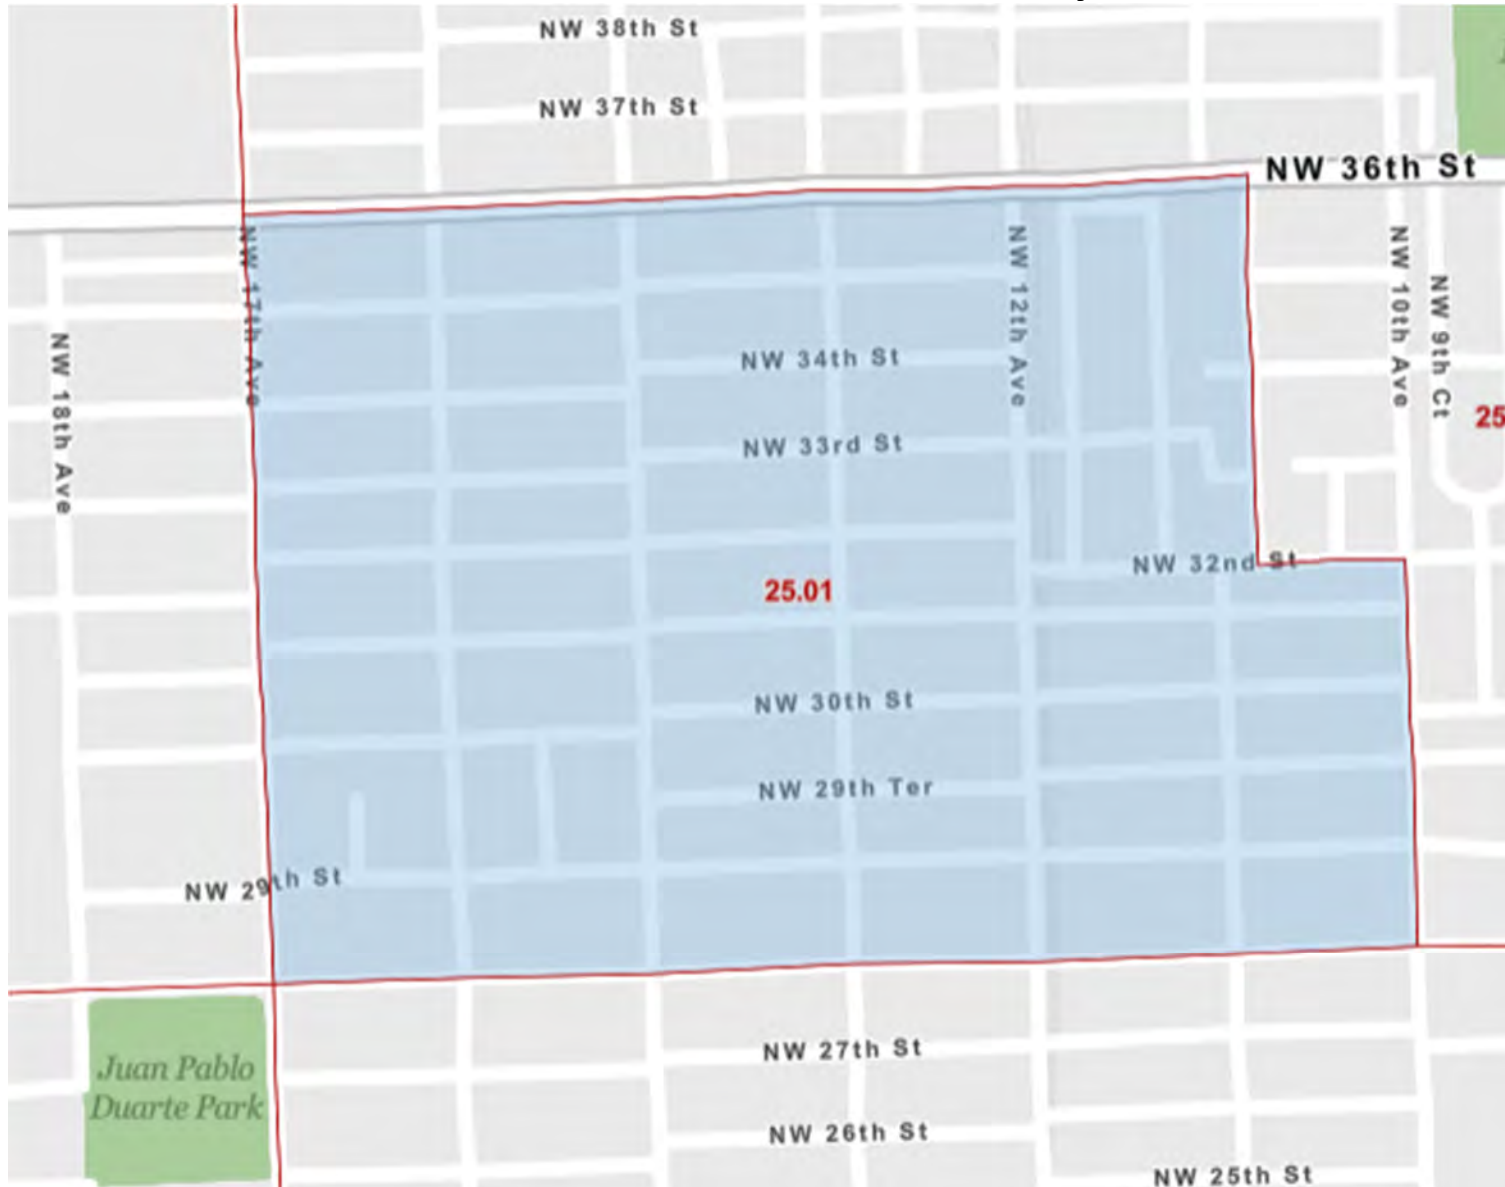 NW 38th St
NW 37th St
NW 36th St
NW 17th Ave
NW 12th Ave
NW 10th Ave
NW 9th Ct
NW 18th Ave
NW 34th St
25
NW 33rd St
NW 32nd St
25.01
NW 30th St
NW 29th Ter
NW 29th St
Juan Pablo
Duarte Park
NW 27th St
NW 26th St
NW 25th St